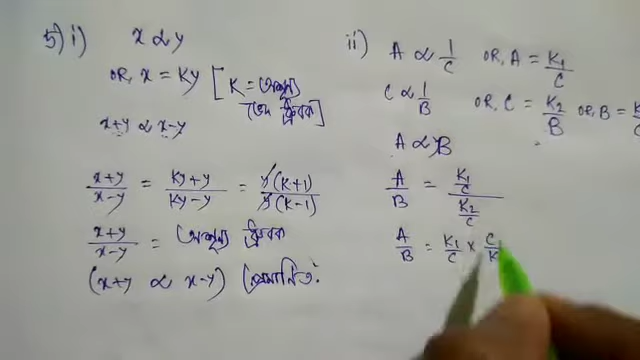 5) i) x ∝ y
OR, x = Ky [K = অশূন্য
ভেদ ধ্রুবক]
x+y ∝ x-y
(x+y)/(x-y) = (Ky+y)/(Ky-y) = y(K+1)/y(K-1)
(x+y)/(x-y) = অশূন্য ধ্রুবক
(x+y ∝ x-y) (প্রমানিত)
ii) A ∝ 1/C OR, A = K₁/C
C ∝ 1/B OR, C = K₂/B OR, B =
A ∝ B
A/B = (K₁/C)/(K₂/C)
A/B = K₁/C × C/K